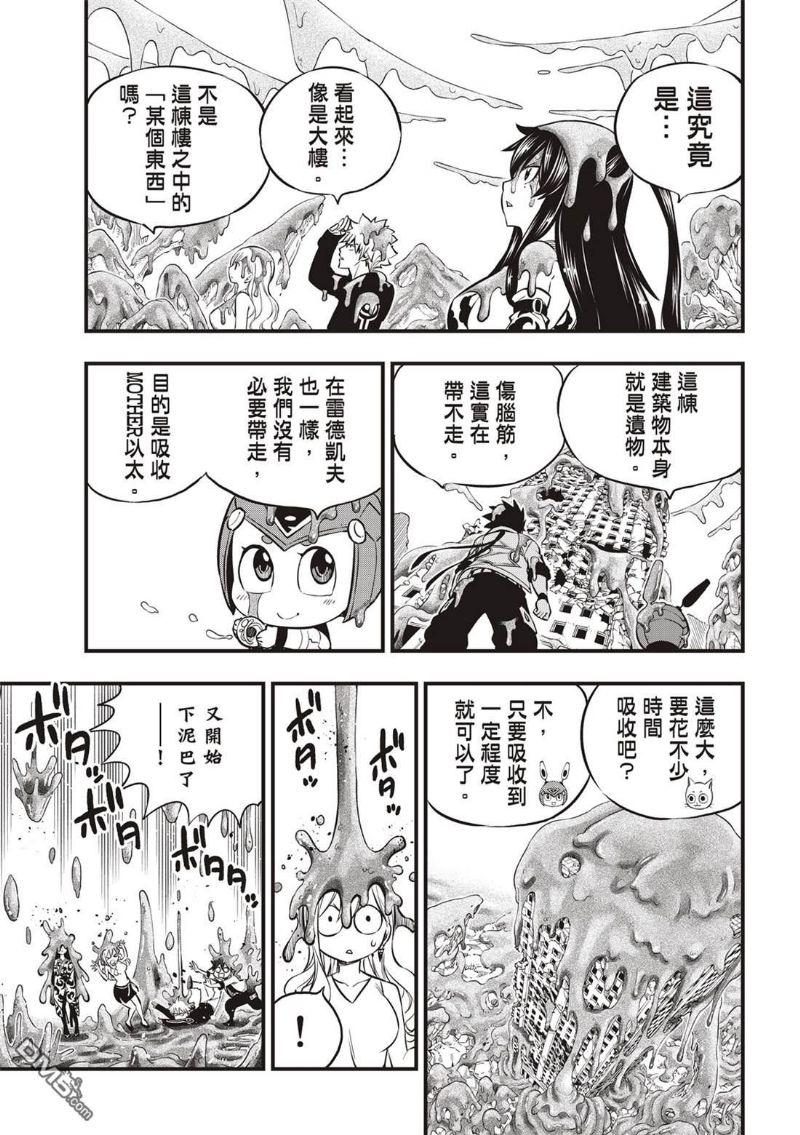 這究竟
是…
看起來…
像是大樓。
不是
這棟樓之中的
「某個東西」
嗎？
這棟
建築物本身
就是遺物。
傷腦筋，
這實在
帶不走。
在雷德凱夫
也一樣，
我們沒有
必要帶走，
目的是吸收
MOTHER以太。
這麼大，
要花不少
時間
吸收吧？
不，
只要吸收到
一定程度
就可以了。
ボタッ
ボタッ
！
又開始
下泥巴了
——！
ボタ
ボタ
ボタタ
DM5.com